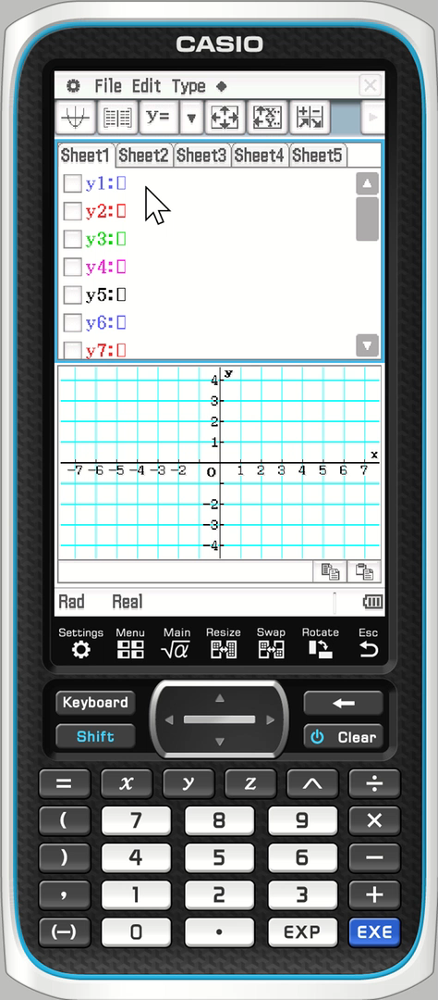 CASIO
File Edit Type
y=
Sheet1 Sheet2 Sheet3 Sheet4 Sheet5
y1:
y2:
y3:
y4:
y5:
y6:
y7:
y
4
3
2
1
x
-7 -6 -5 -4 -3 -2 0 1 2 3 4 5 6 7
-2
-3
-4
Rad Real
Settings Menu Main Resize Swap Rotate Esc
√α
Keyboard
Shift Clear
= x y z ^ ÷
( 7 8 9 ×
) 4 5 6 −
, 1 2 3 +
(−) 0 . EXP EXE